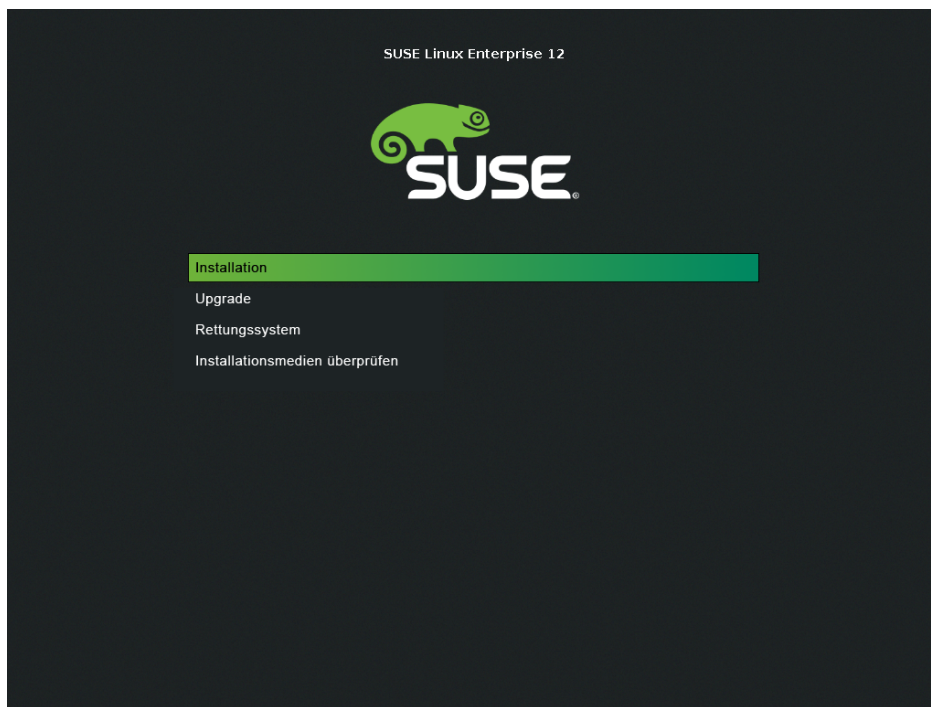 SUSE Linux Enterprise 12
SUSE®
Installation
Upgrade
Rettungssystem
Installationsmedien überprüfen